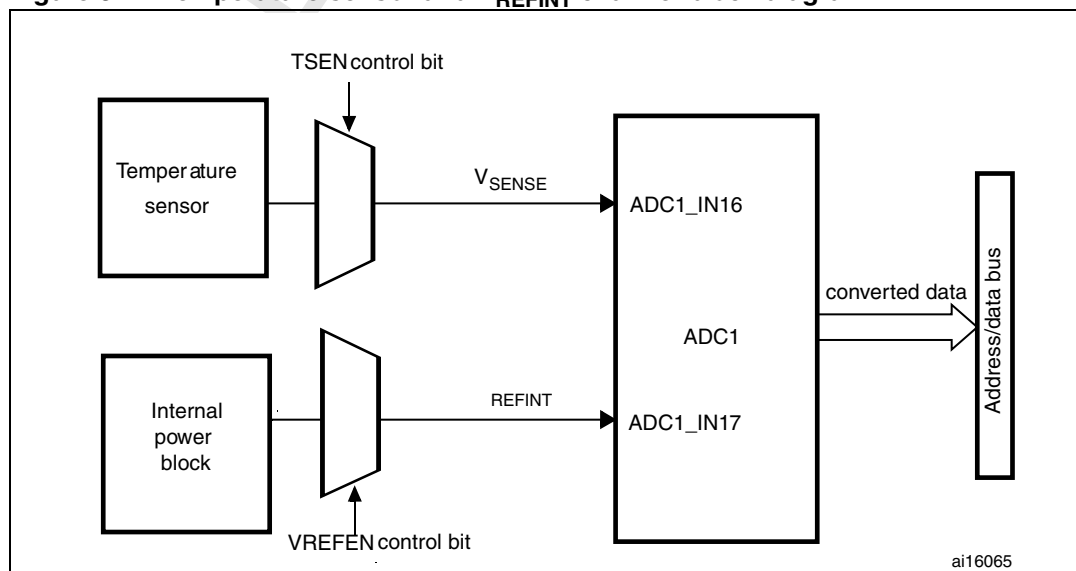 TSEN control bit
Temperature
sensor
VSENSE
ADC1_IN16
converted data
Address/data bus
ADC1
Internal
power
block
REFINT
ADC1_IN17
VREFEN control bit
ai16065